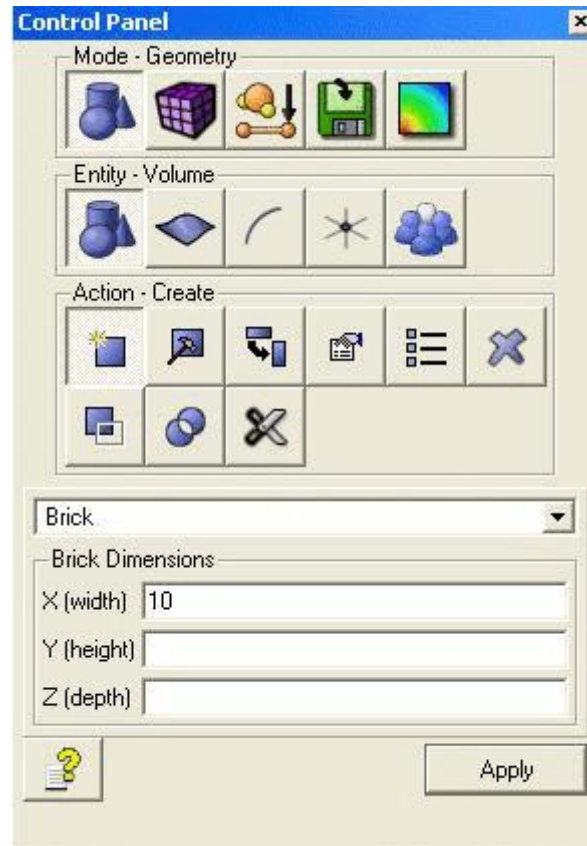 Control Panel
Mode - Geometry
Entity - Volume
Action - Create
Brick
Brick Dimensions
X (width) 10
Y (height)
Z (depth)
Apply